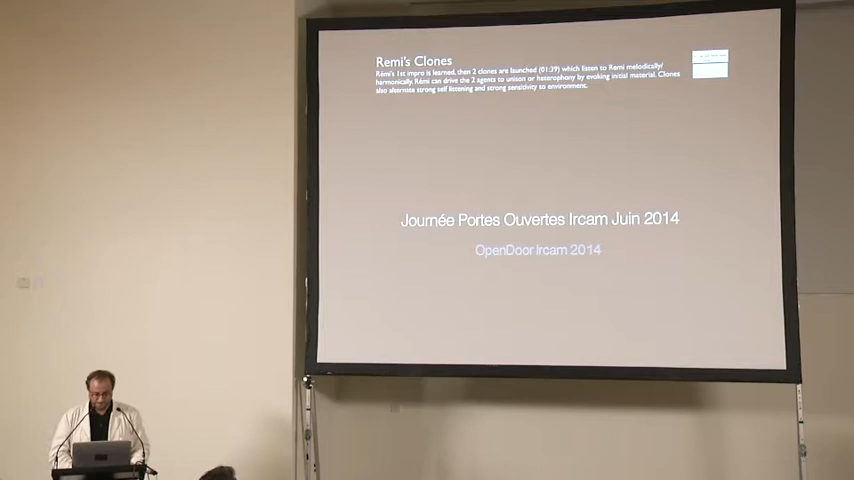 Remi's Clones
Rémi's 1st impro is learned, then 2 clones are launched (01:39) which listen to Remi melodically/
harmonically. Rémi can drive the 2 agents to unison or heterophony by evoking initial material. Clones
also alternate strong self listening and strong sensitivity to environment.
Journée Portes Ouvertes Ircam Juin 2014
OpenDoor Ircam 2014